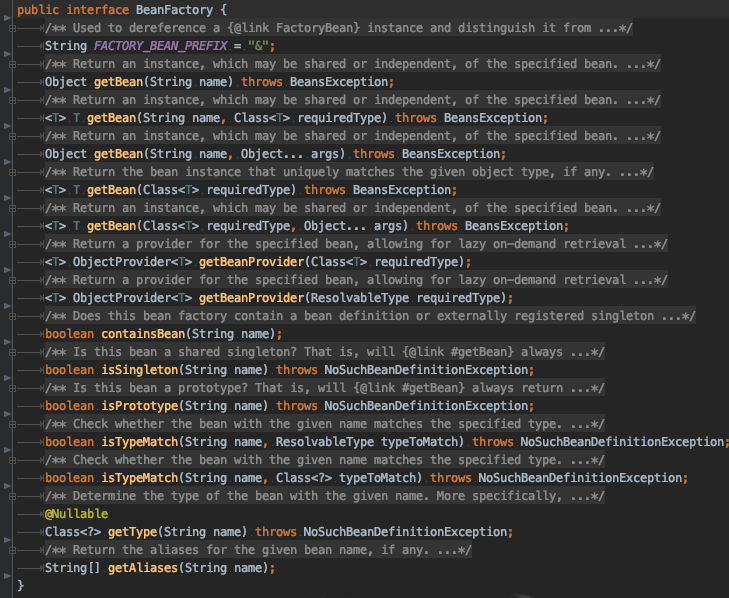 public interface BeanFactory {
/** Used to dereference a {@link FactoryBean} instance and distinguish it from ...*/
String FACTORY_BEAN_PREFIX = "&";
/** Return an instance, which may be shared or independent, of the specified bean. ...*/
Object getBean(String name) throws BeansException;
/** Return an instance, which may be shared or independent, of the specified bean. ...*/
<T> T getBean(String name, Class<T> requiredType) throws BeansException;
/** Return an instance, which may be shared or independent, of the specified bean. ...*/
Object getBean(String name, Object... args) throws BeansException;
/** Return the bean instance that uniquely matches the given object type, if any. ...*/
<T> T getBean(Class<T> requiredType) throws BeansException;
/** Return an instance, which may be shared or independent, of the specified bean. ...*/
<T> T getBean(Class<T> requiredType, Object... args) throws BeansException;
/** Return a provider for the specified bean, allowing for lazy on-demand retrieval ...*/
<T> ObjectProvider<T> getBeanProvider(Class<T> requiredType);
/** Return a provider for the specified bean, allowing for lazy on-demand retrieval ...*/
<T> ObjectProvider<T> getBeanProvider(ResolvableType requiredType);
/** Does this bean factory contain a bean definition or externally registered singleton ...*/
boolean containsBean(String name);
/** Is this bean a shared singleton? That is, will {@link #getBean} always ...*/
boolean isSingleton(String name) throws NoSuchBeanDefinitionException;
/** Is this bean a prototype? That is, will {@link #getBean} always return ...*/
boolean isPrototype(String name) throws NoSuchBeanDefinitionException;
/** Check whether the bean with the given name matches the specified type. ...*/
boolean isTypeMatch(String name, ResolvableType typeToMatch) throws NoSuchBeanDefinitionException;
/** Check whether the bean with the given name matches the specified type. ...*/
boolean isTypeMatch(String name, Class<?> typeToMatch) throws NoSuchBeanDefinitionException;
/** Determine the type of the bean with the given name. More specifically, ...*/
@Nullable
Class<?> getType(String name) throws NoSuchBeanDefinitionException;
/** Return the aliases for the given bean name, if any. ...*/
String[] getAliases(String name);
}